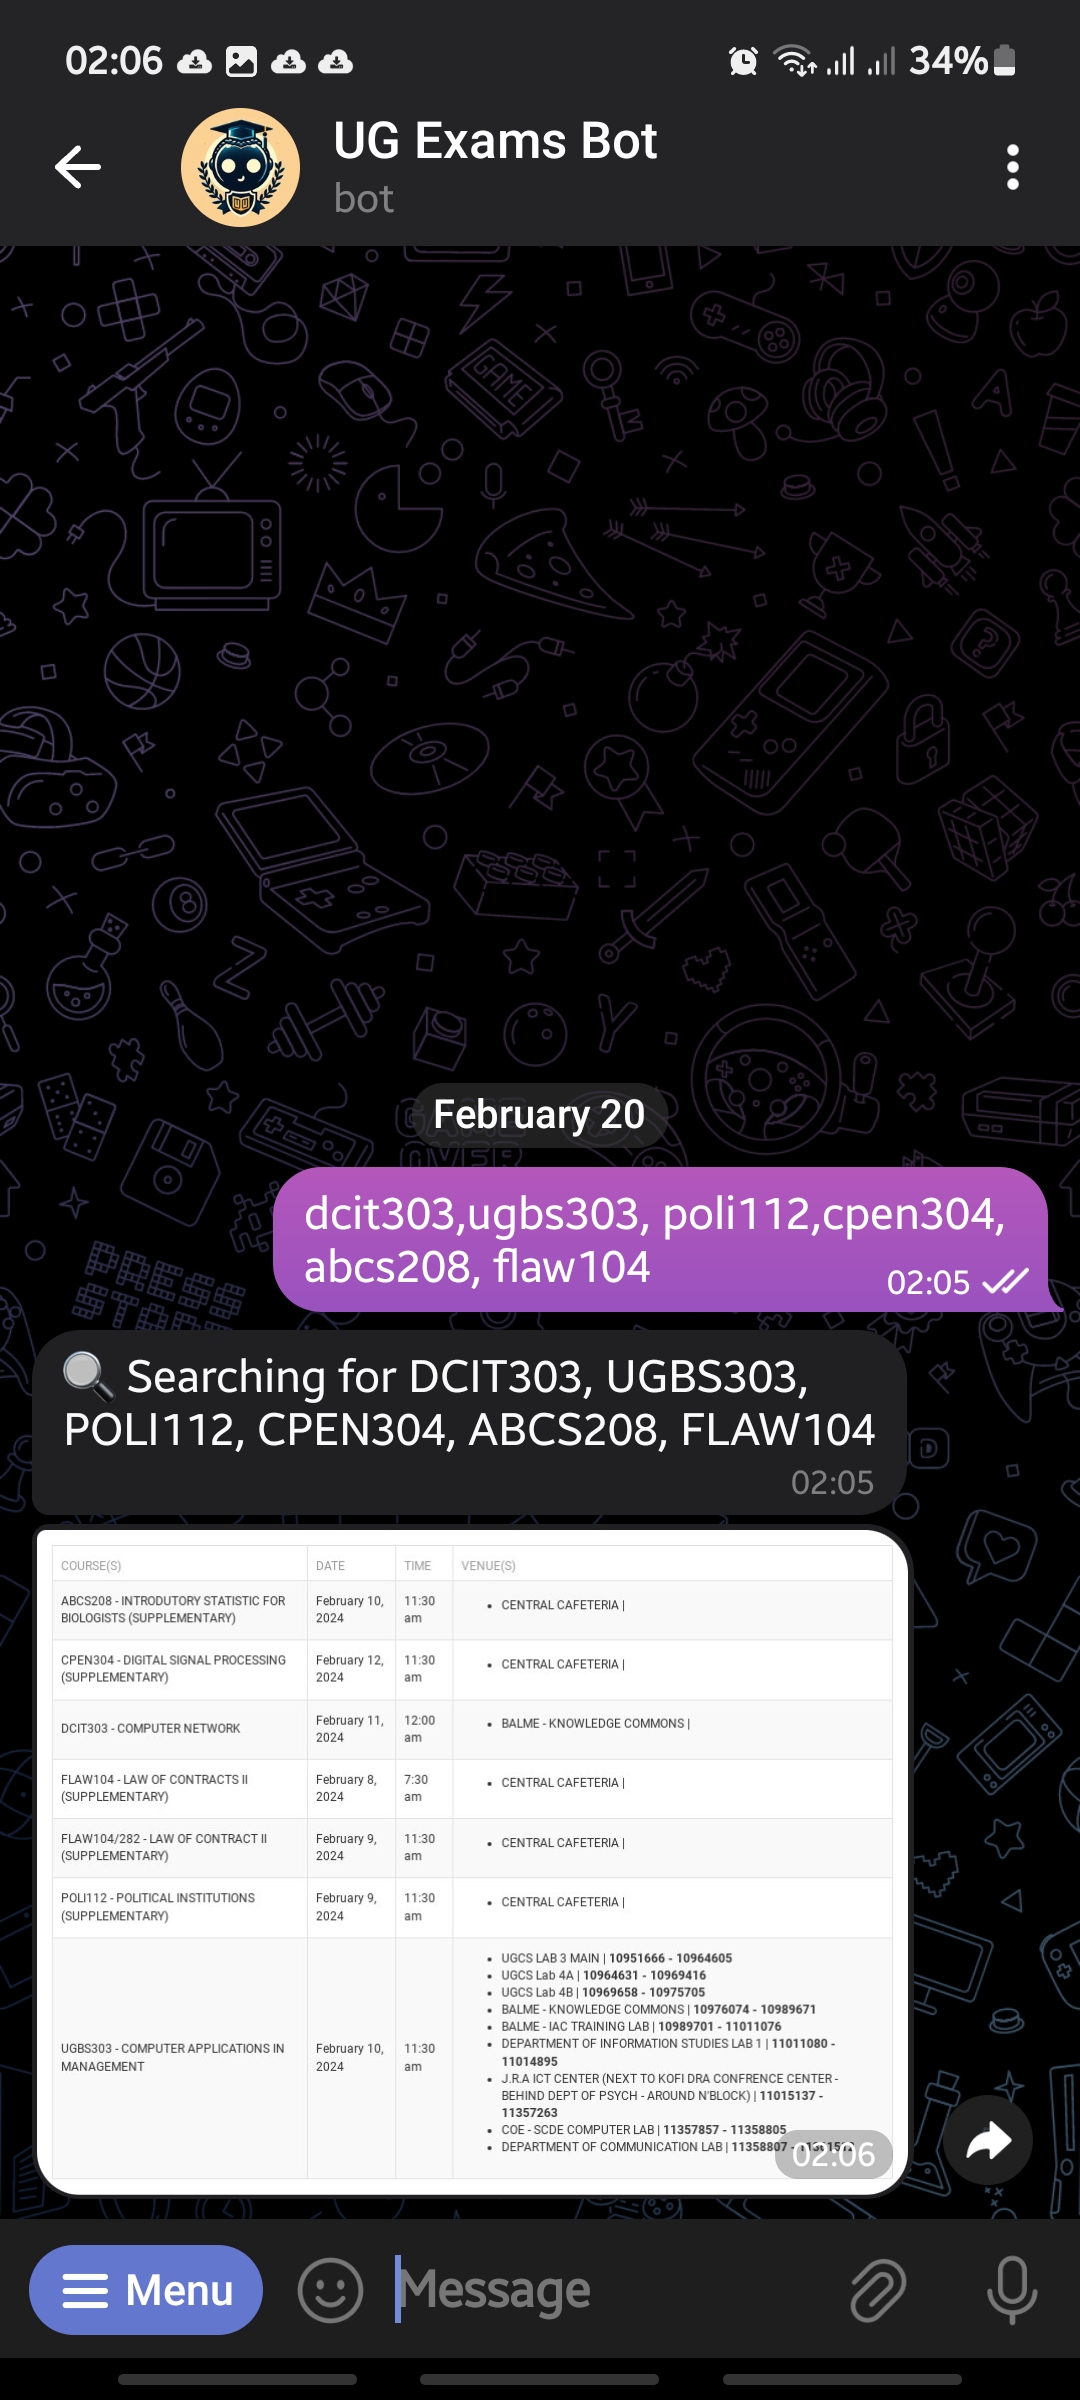 02:06
34%
UG Exams Bot
bot
GAME
February 20
dcit303,ugbs303, poli112,cpen304,
abcs208, flaw104
02:05
Searching for DCIT303, UGBS303,
POLI112, CPEN304, ABCS208, FLAW104
02:05
COURSE(S) DATE TIME VENUE(S)
ABCS208 - INTRODUTORY STATISTIC FOR
BIOLOGISTS (SUPPLEMENTARY)
February 10,
2024
11:30
am
• CENTRAL CAFETERIA |
CPEN304 - DIGITAL SIGNAL PROCESSING
(SUPPLEMENTARY)
February 12,
2024
11:30
am
• CENTRAL CAFETERIA |
DCIT303 - COMPUTER NETWORK
February 11,
2024
12:00
am
• BALME - KNOWLEDGE COMMONS |
FLAW104 - LAW OF CONTRACTS II
(SUPPLEMENTARY)
February 8,
2024
7:30
am
• CENTRAL CAFETERIA |
FLAW104/282 - LAW OF CONTRACT II
(SUPPLEMENTARY)
February 9,
2024
11:30
am
• CENTRAL CAFETERIA |
POLI112 - POLITICAL INSTITUTIONS
(SUPPLEMENTARY)
February 9,
2024
11:30
am
• CENTRAL CAFETERIA |
UGBS303 - COMPUTER APPLICATIONS IN
MANAGEMENT
February 10,
2024
11:30
am
• UGCS LAB 3 MAIN | 10951666 - 10964605
• UGCS Lab 4A | 10964631 - 10969416
• UGCS Lab 4B | 10969658 - 10975705
• BALME - KNOWLEDGE COMMONS | 10976074 - 10989671
• BALME - IAC TRAINING LAB | 10989701 - 11011076
• DEPARTMENT OF INFORMATION STUDIES LAB 1 | 11011080 -
11014895
• J.R.A ICT CENTER (NEXT TO KOFI DRA CONFRENCE CENTER -
BEHIND DEPT OF PSYCH - AROUND N'BLOCK) | 11015137 -
11357263
• COE - SCDE COMPUTER LAB | 11357857 - 11358805
• DEPARTMENT OF COMMUNICATION LAB | 11358807 -
02:06
Menu
Message